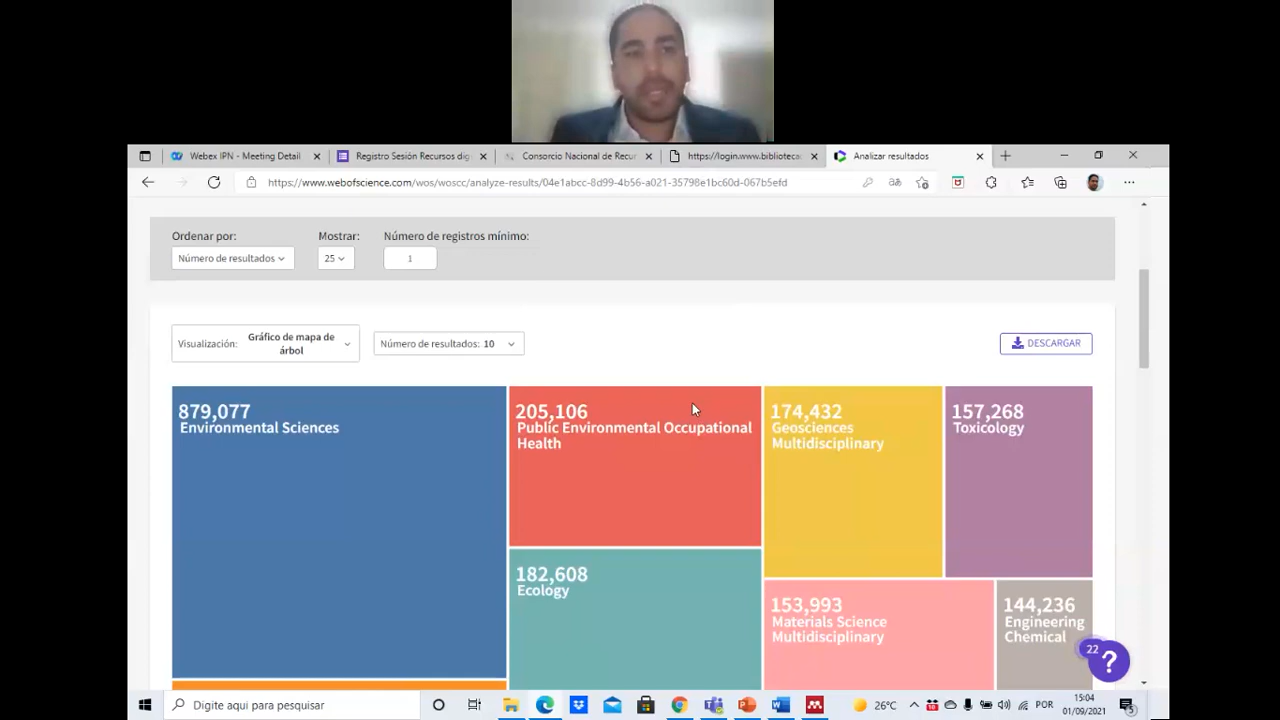 Webex IPN - Meeting Detail
Registro Sesión Recursos dig
Consorcio Nacional de Recur
https://login.www.biblioteca
Analizar resultados
https://www.webofscience.com/wos/woscc/analyze-results/04e1abcc-8d99-4b56-a021-35798e1bc60d-067b5efd
Ordenar por:
Mostrar:
Número de registros mínimo:
Número de resultados
25
1
Visualización:
Gráfico de mapa de
árbol
Número de resultados: 10
DESCARGAR
879,077
Environmental Sciences
205,106
Public Environmental Occupational
Health
174,432
Geosciences
Multidisciplinary
157,268
Toxicology
182,608
Ecology
153,993
Materials Science
Multidisciplinary
144,236
Engineering
Chemical
22
?
Digite aqui para pesquisar
26°C
POR
15:04
01/09/2021